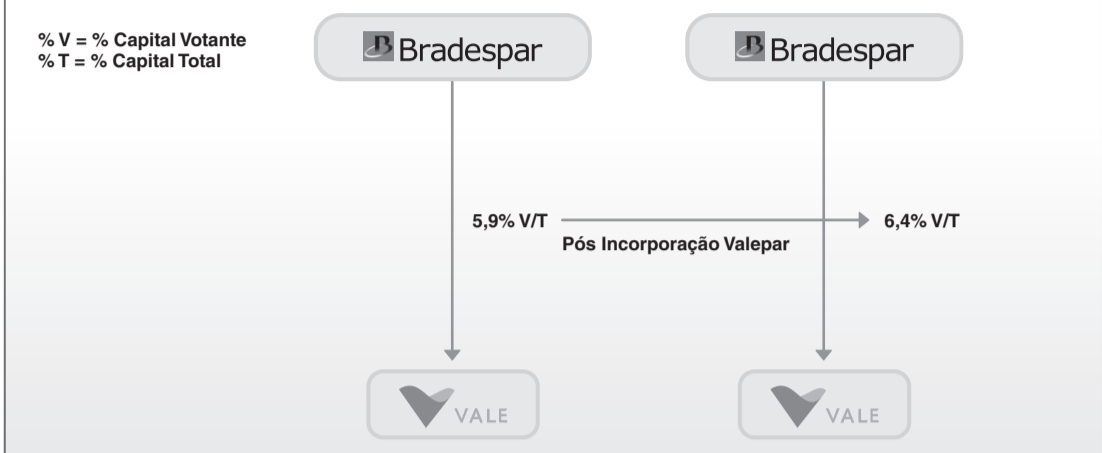 % V = % Capital Votante
% T = % Capital Total
Bradespar
Bradespar
5,9% V/T
6,4% V/T
Pós Incorporação Valepar
VALE
VALE